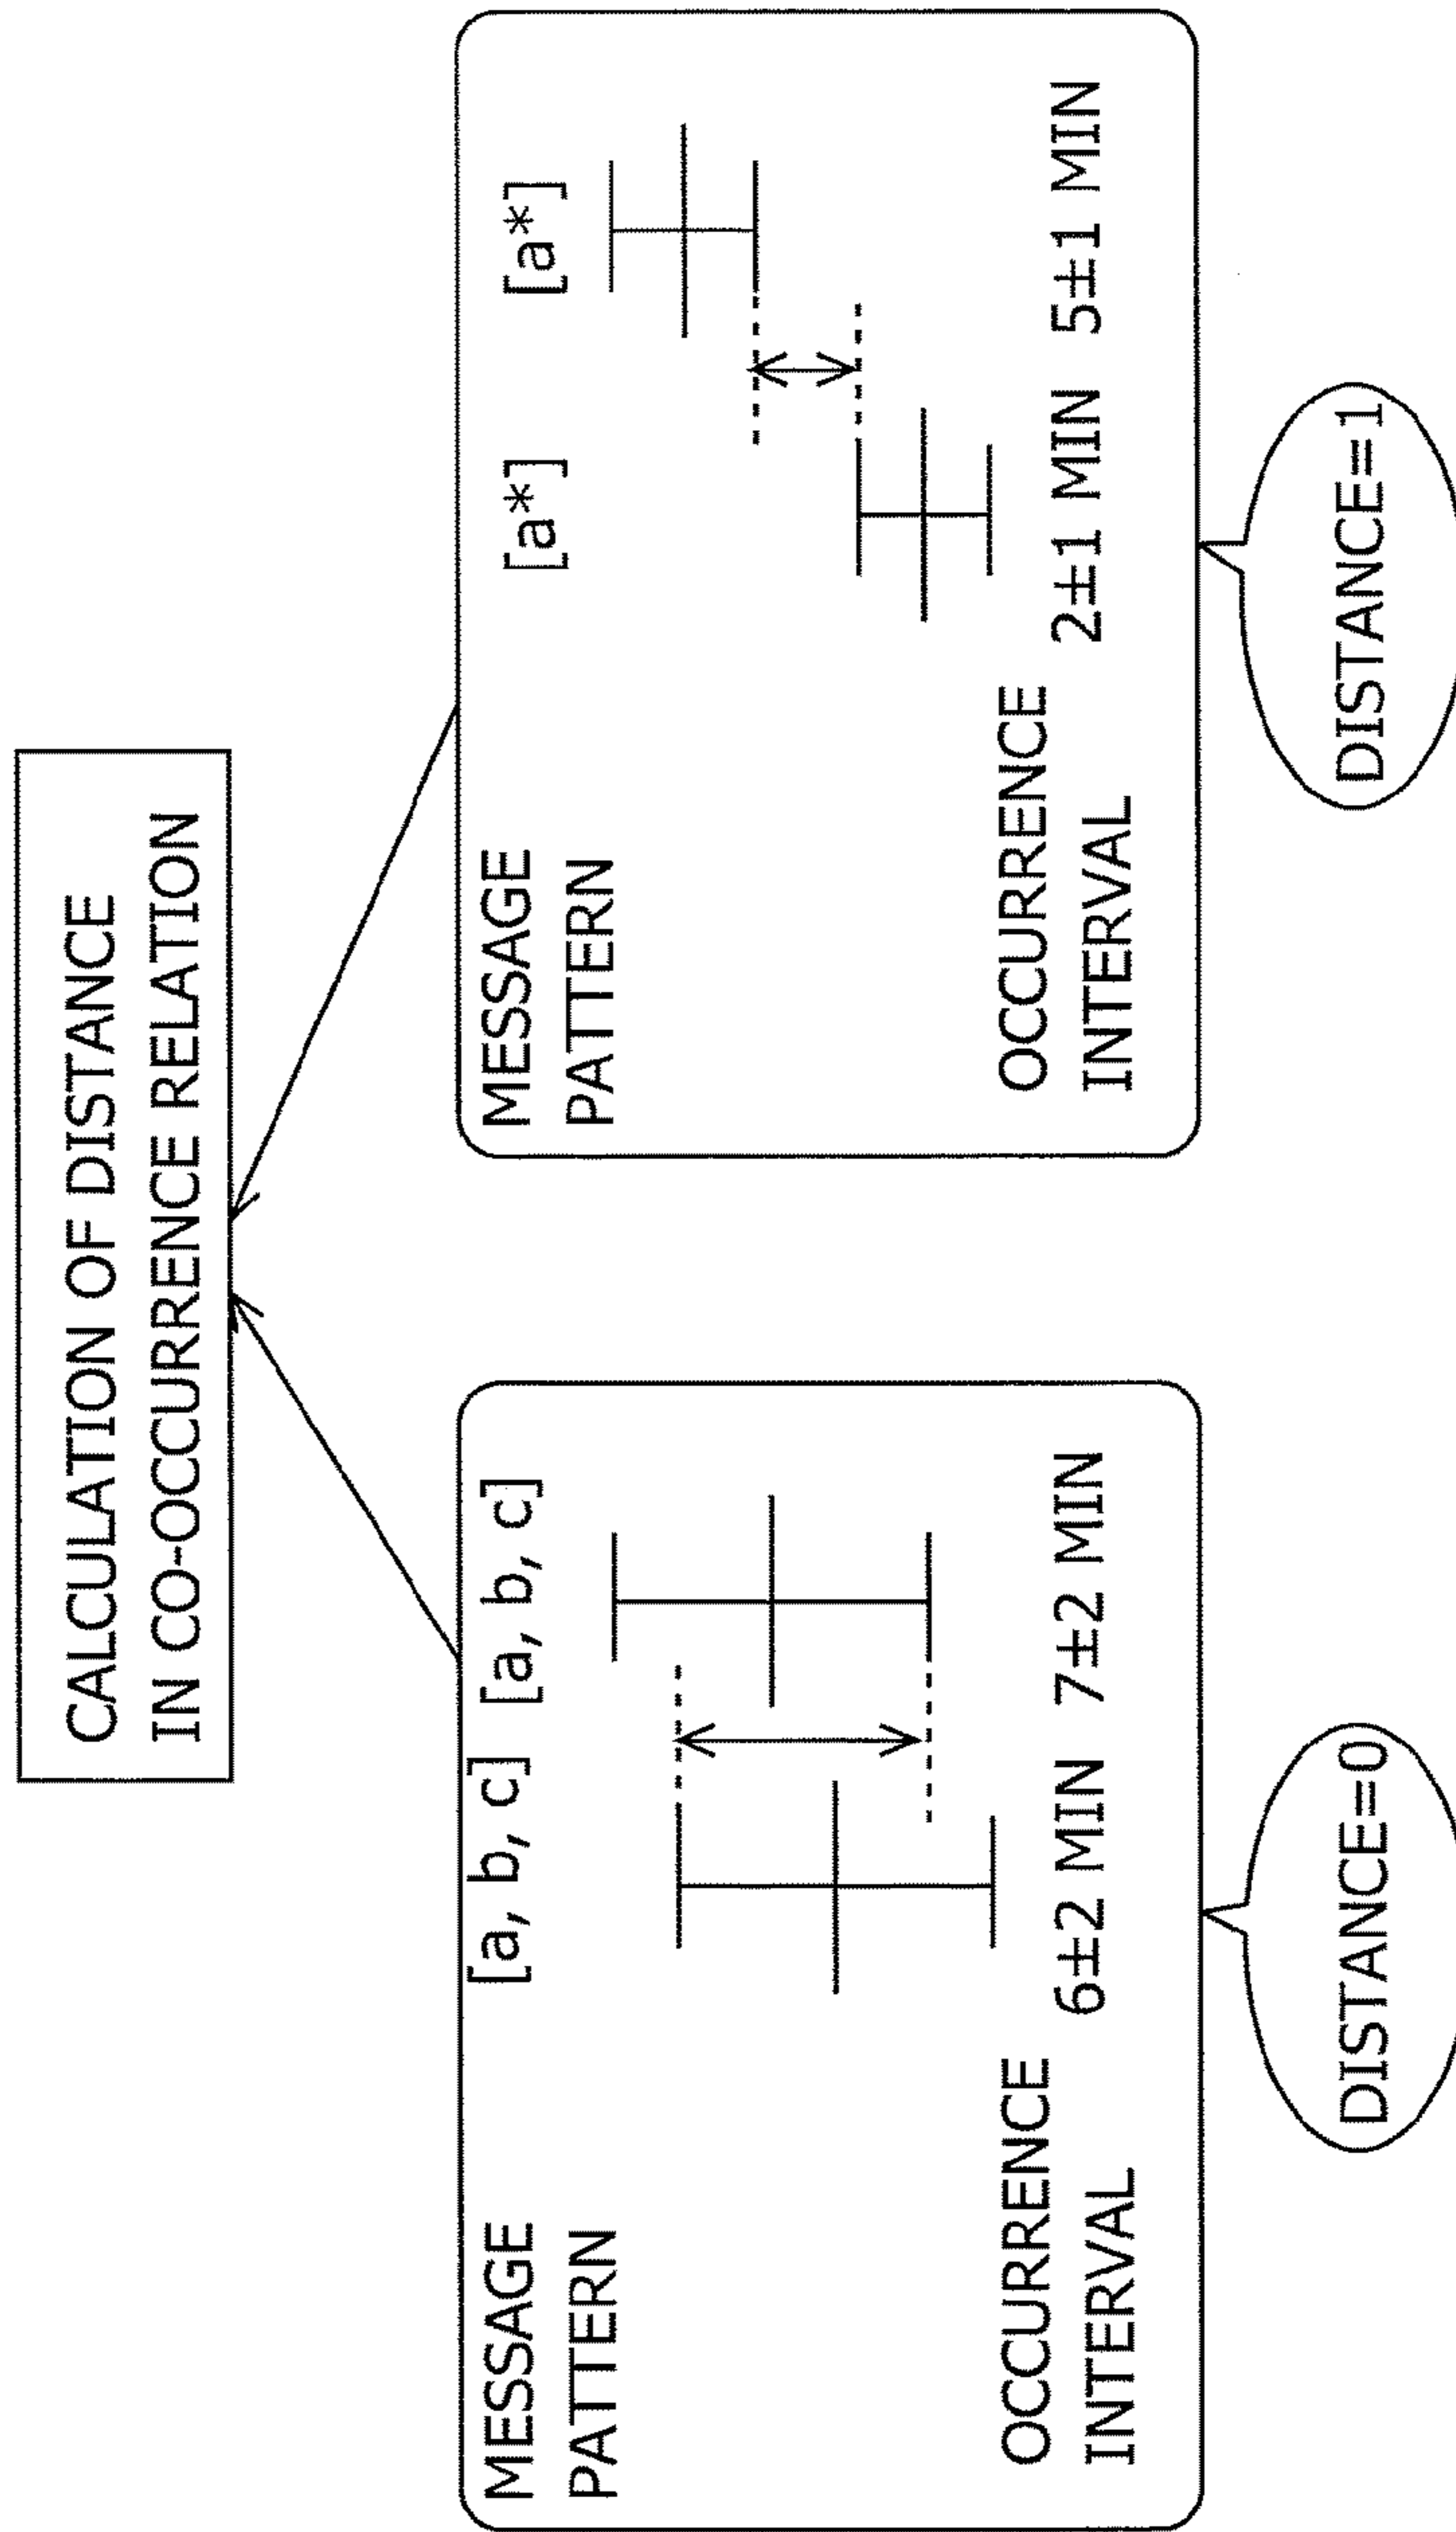 CALCULATION OF DISTANCE
IN CO-OCCURRENCE RELATION
MESSAGE
PATTERN
[a, b, c] [a, b, c]
OCCURRENCE
INTERVAL
6±2 MIN 7±2 MIN
DISTANCE=0
MESSAGE
PATTERN
[a*] [a*]
OCCURRENCE
INTERVAL
2±1 MIN 5±1 MIN
DISTANCE=1